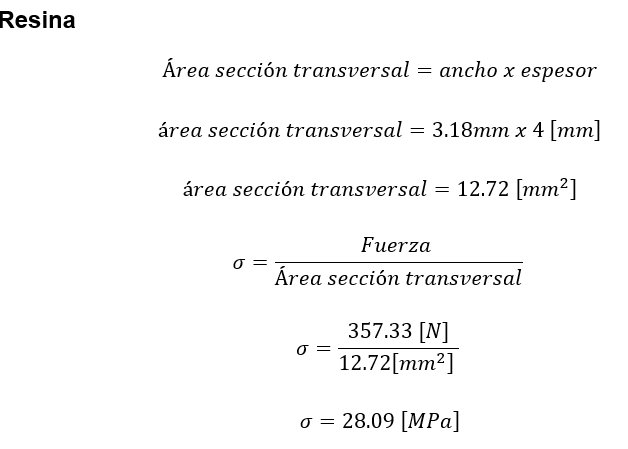 Resina
Área sección transversal = ancho x espesor
área sección transversal = 3.18mm x 4 [mm]
área sección transversal = 12.72 [mm²]
σ = Fuerza / Área sección transversal
σ = 357.33 [N] / 12.72[mm²]
σ = 28.09 [MPa]